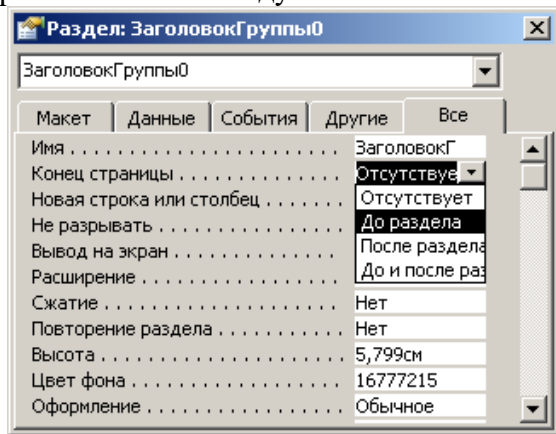 Раздел: ЗаголовокГруппы0
ЗаголовокГруппы0
Макет Данные События Другие Все
Имя . . . . . . . . . . . . . . . . . . . . . . . . ЗаголовокГ
Конец страницы . . . . . . . . . . . . . . Отсутствуе
Новая строка или столбец . . . . . . . Отсутствует
Не разрывать . . . . . . . . . . . . . . . . До раздела
Вывод на экран . . . . . . . . . . . . . . После раздела
Расширение . . . . . . . . . . . . . . . . . До и после раз
Сжатие . . . . . . . . . . . . . . . . . . . . . Нет
Повторение раздела . . . . . . . . . . . Нет
Высота . . . . . . . . . . . . . . . . . . . . . 5,799см
Цвет фона . . . . . . . . . . . . . . . . . . 16777215
Оформление . . . . . . . . . . . . . . . . . Обычное